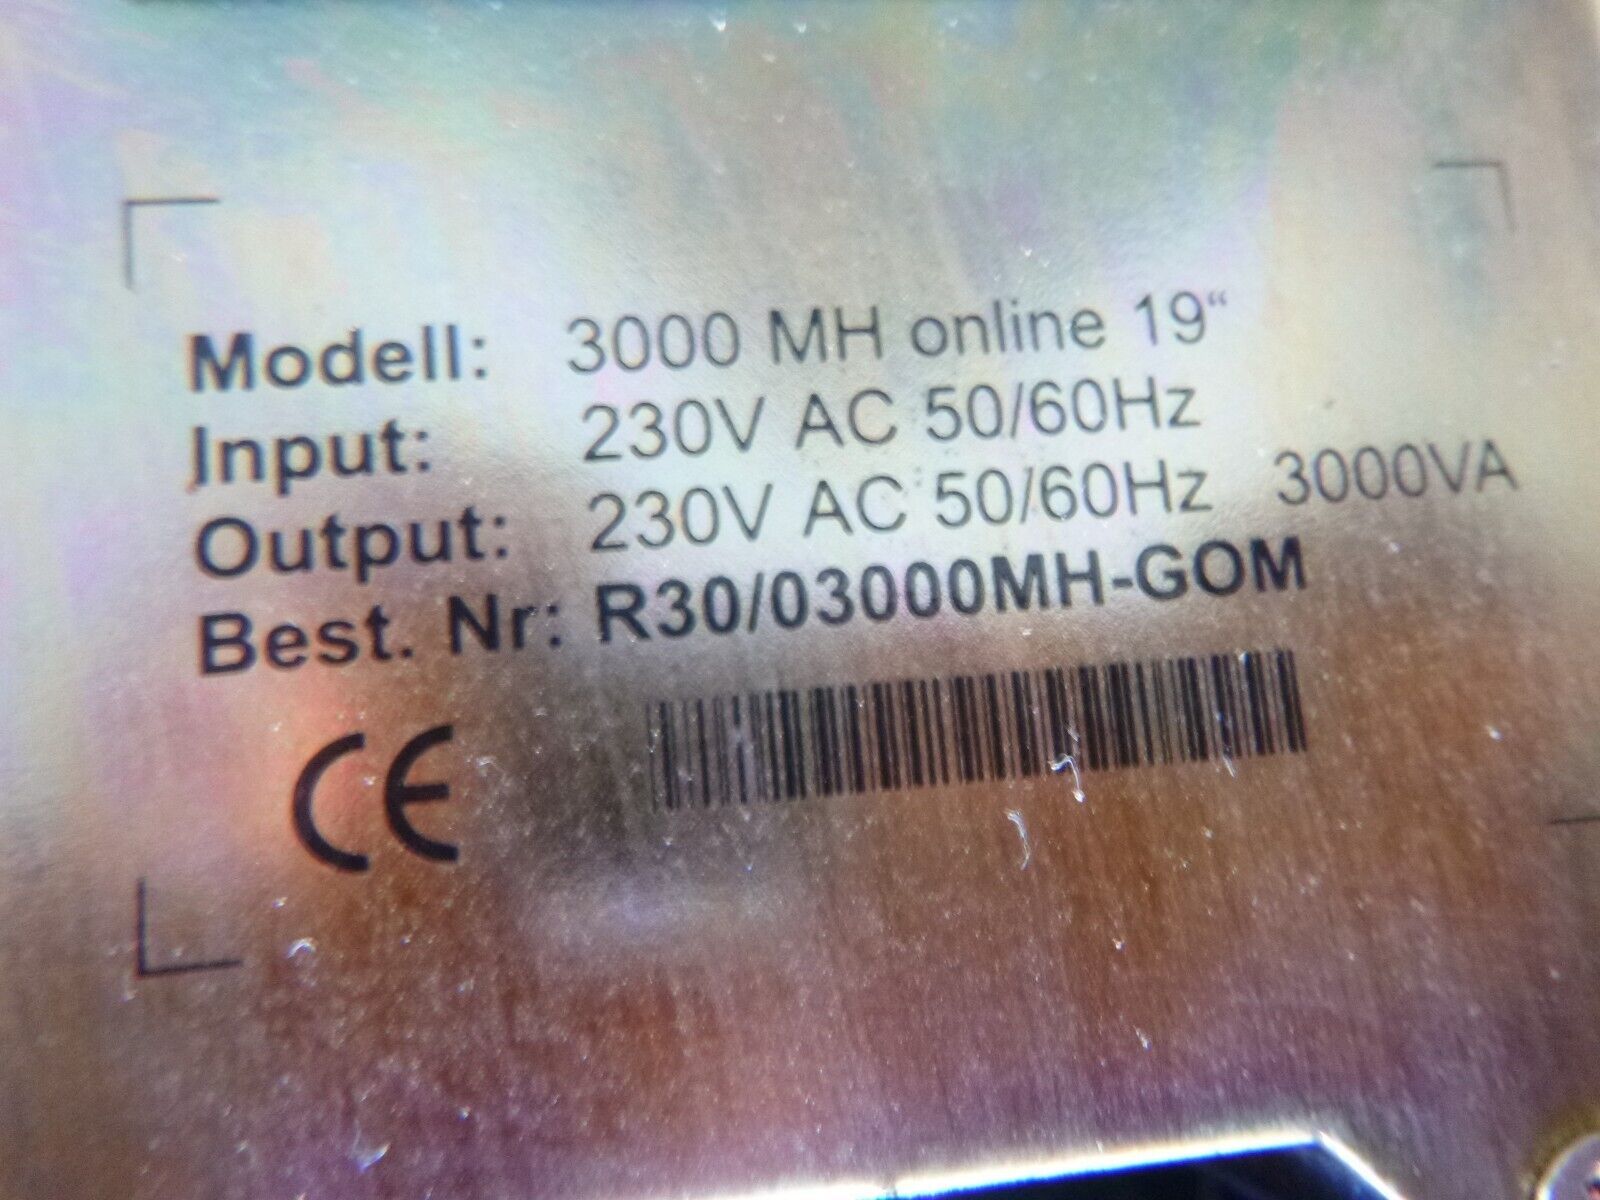 Modell: 3000 MH online 19“
Input: 230V AC 50/60Hz
Output: 230V AC 50/60Hz 3000VA
Best. Nr: R30/03000MH-GOM
CE